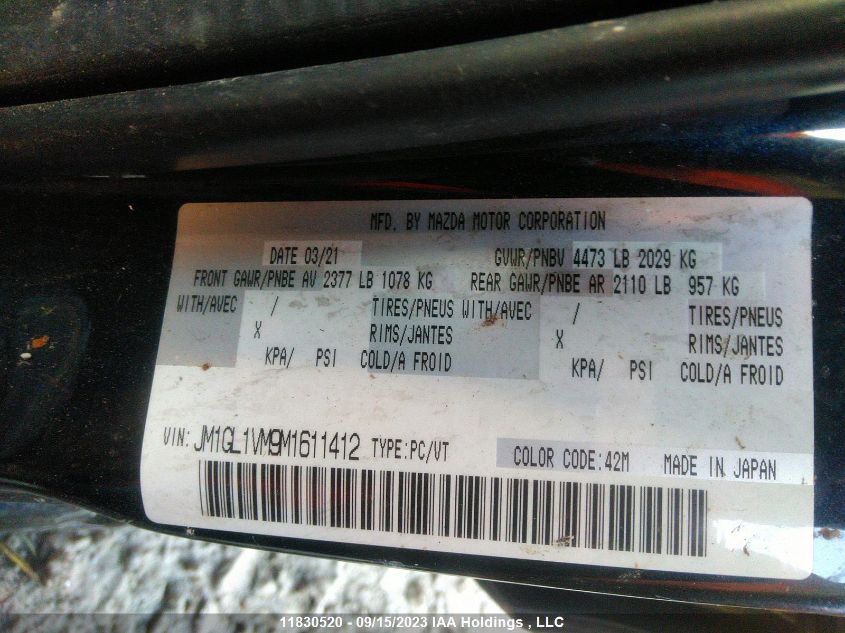 MFD. BY MAZDA MOTOR CORPORATION
DATE 03/21 GVWR/PNBV 4473 LB 2029 KG
FRONT GAWR/PNBE AV 2377 LB 1078 KG REAR GAWR/PNBE AR 2110 LB 957 KG
WITH/AVEC / TIRES/PNEUS WITH/AVEC / TIRES/PNEUS
X RIMS/JANTES X RIMS/JANTES
KPA/ PSI COLD/A FROID KPA/ PSI COLD/A FROID
VIN: JM1GL1VM9M1611412 TYPE:PC/VT COLOR CODE:42M MADE IN JAPAN
11830520 - 09/15/2023 IAA Holdings , LLC